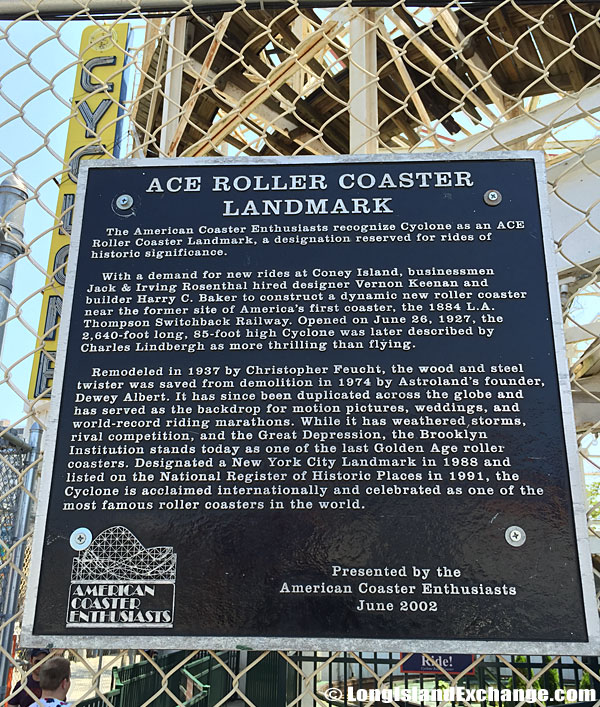 CYCLONE
ACE ROLLER COASTER
LANDMARK
The American Coaster Enthusiasts recognize Cyclone as an ACE
Roller Coaster Landmark, a designation reserved for rides of
historic significance.
With a demand for new rides at Coney Island, businessmen
Jack & Irving Rosenthal hired designer Vernon Keenan and
builder Harry C. Baker to construct a dynamic new roller coaster
near the former site of America's first coaster, the 1884 L.A.
Thompson Switchback Railway. Opened on June 26, 1927, the
2,640-foot long, 85-foot high Cyclone was later described by
Charles Lindbergh as more thrilling than flying.
Remodeled in 1937 by Christopher Feucht, the wood and steel
twister was saved from demolition in 1974 by Astroland's founder,
Dewey Albert. It has since been duplicated across the globe and
has served as the backdrop for motion pictures, weddings, and
world-record riding marathons. While it has weathered storms,
rival competition, and the Great Depression, the Brooklyn
Institution stands today as one of the last Golden Age roller
coasters. Designated a New York City Landmark in 1988 and
listed on the National Register of Historic Places in 1991, the
Cyclone is acclaimed internationally and celebrated as one of the
most famous roller coasters in the world.
AMERICAN
COASTER
ENTHUSIASTS
Presented by the
American Coaster Enthusiasts
June 2002
Ride!
© LongIslandExchange.com